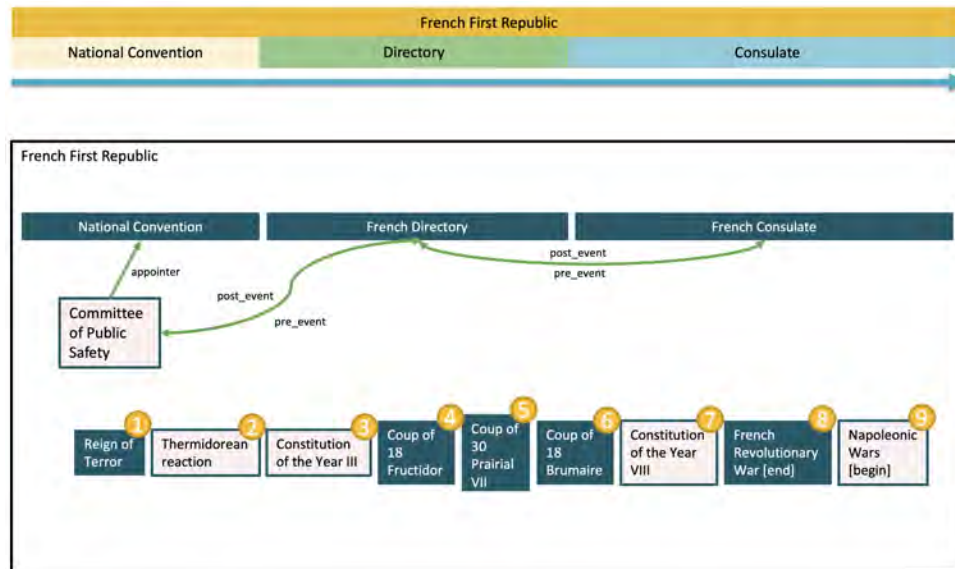 French First Republic
National Convention
Directory
Consulate
French First Republic
National Convention
French Directory
French Consulate
appointer
post_event
pre_event
post_event
pre_event
Committee
of Public
Safety
1
Reign of
Terror
2
Thermidorean
reaction
3
Constitution
of the Year III
4
Coup of
18
Fructidor
5
Coup of
30
Prairial
VII
6
Coup of
18
Brumaire
7
Constitution
of the Year
VIII
8
French
Revolutionary
War [end]
9
Napoleonic
Wars
[begin]